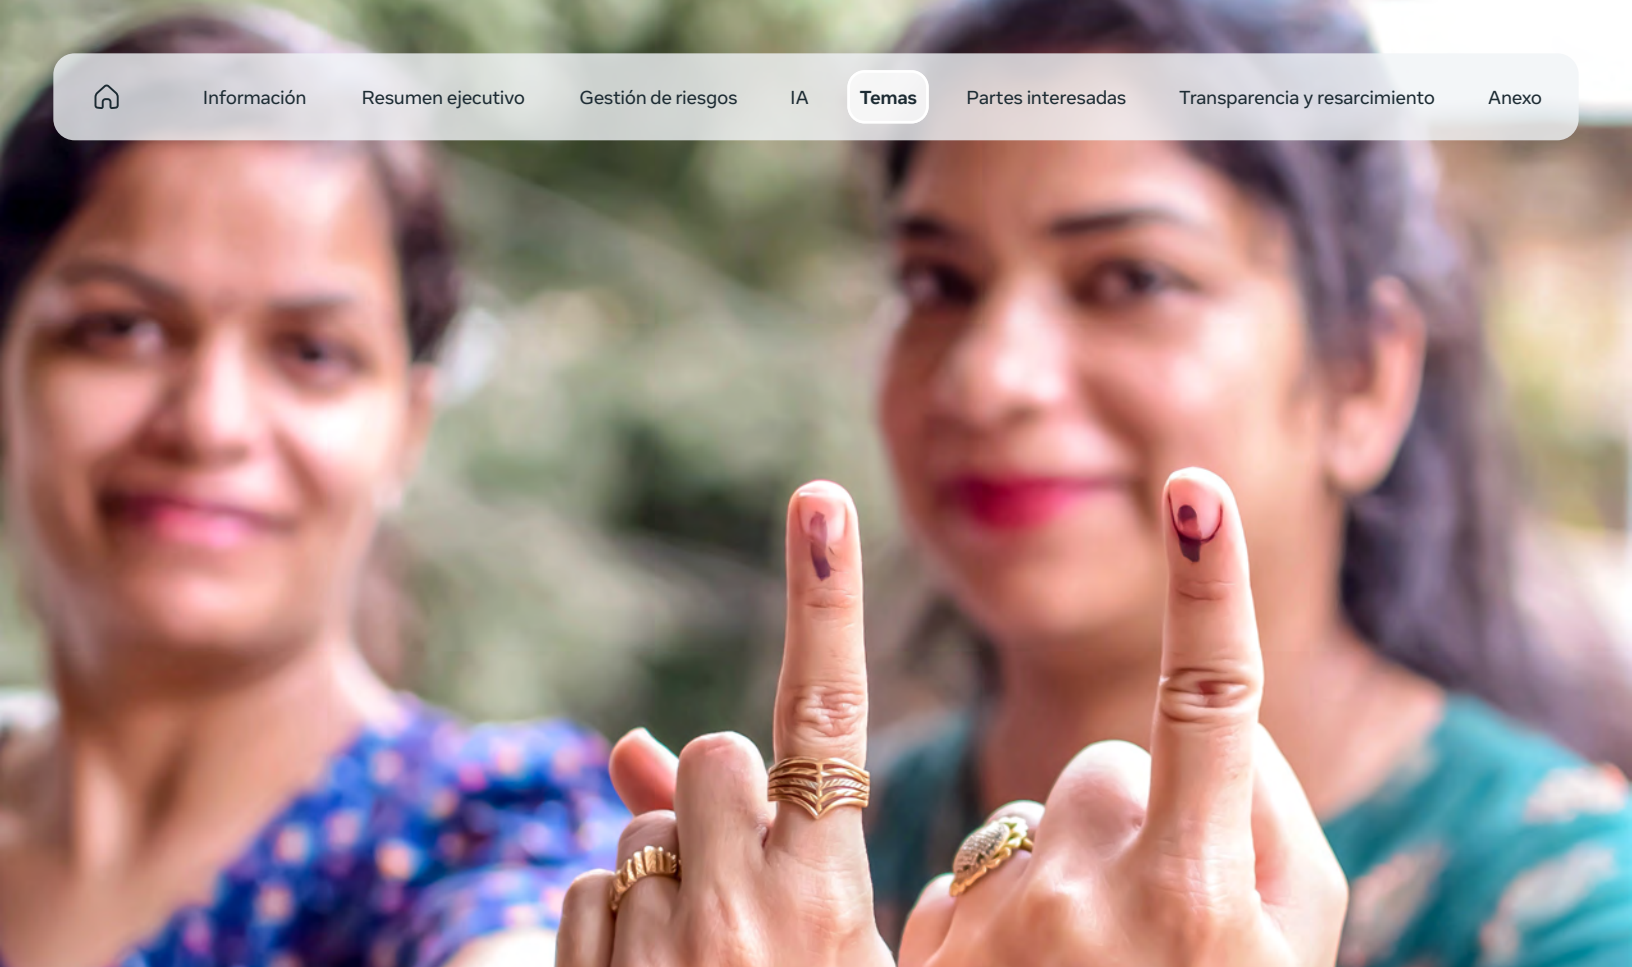 Información Resumen ejecutivo Gestión de riesgos IA Temas Partes interesadas Transparencia y resarcimiento Anexo